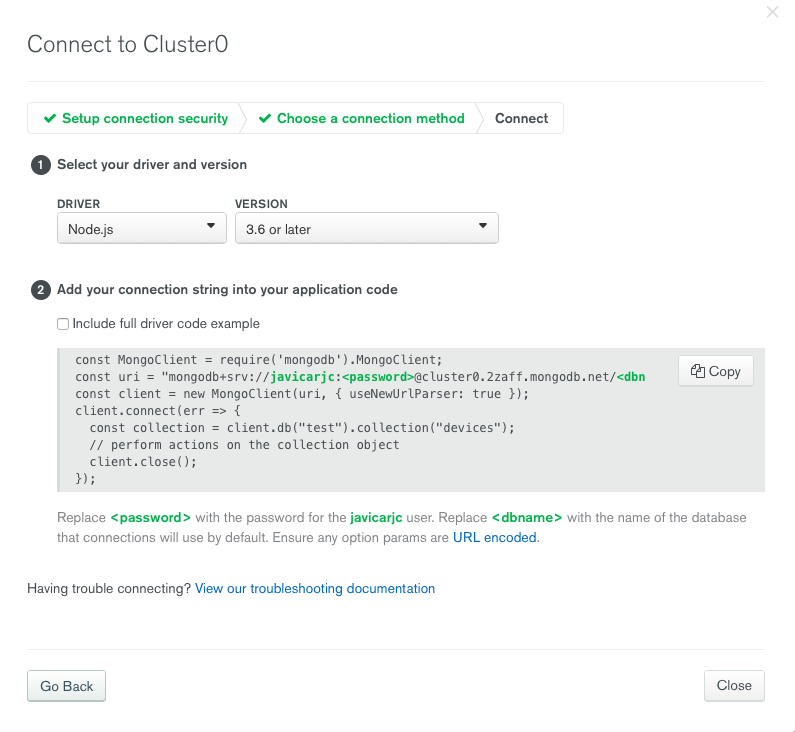 Connect to Cluster0
Setup connection security Choose a connection method Connect
1 Select your driver and version
DRIVER VERSION
Node.js 3.6 or later
2 Add your connection string into your application code
Include full driver code example
const MongoClient = require('mongodb').MongoClient;
const uri = "mongodb+srv://javicarjc:<password>@cluster0.2zaff.mongodb.net/<dbn
Copy
const client = new MongoClient(uri, { useNewUrlParser: true });
client.connect(err => {
  const collection = client.db("test").collection("devices");
  // perform actions on the collection object
  client.close();
});
Replace <password> with the password for the javicarjc user. Replace <dbname> with the name of the database
that connections will use by default. Ensure any option params are URL encoded.
Having trouble connecting? View our troubleshooting documentation
Go Back Close